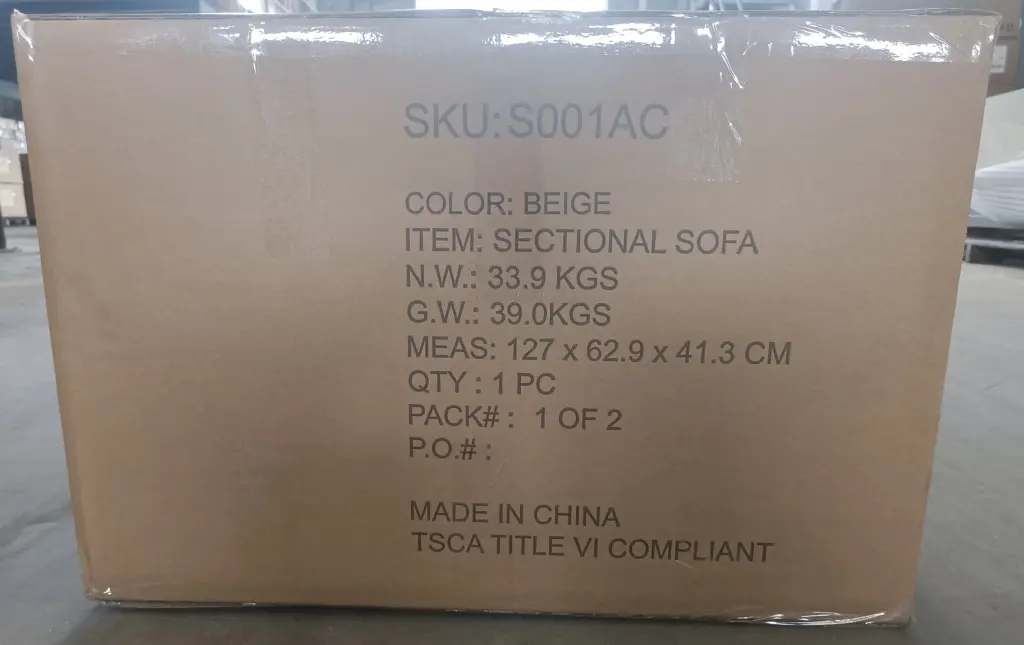 SKU: S001AC
COLOR: BEIGE
ITEM: SECTIONAL SOFA
N.W.: 33.9 KGS
G.W.: 39.0KGS
MEAS: 127 x 62.9 x 41.3 CM
QTY : 1 PC
PACK# : 1 OF 2
P.O.# :
MADE IN CHINA
TSCA TITLE VI COMPLIANT